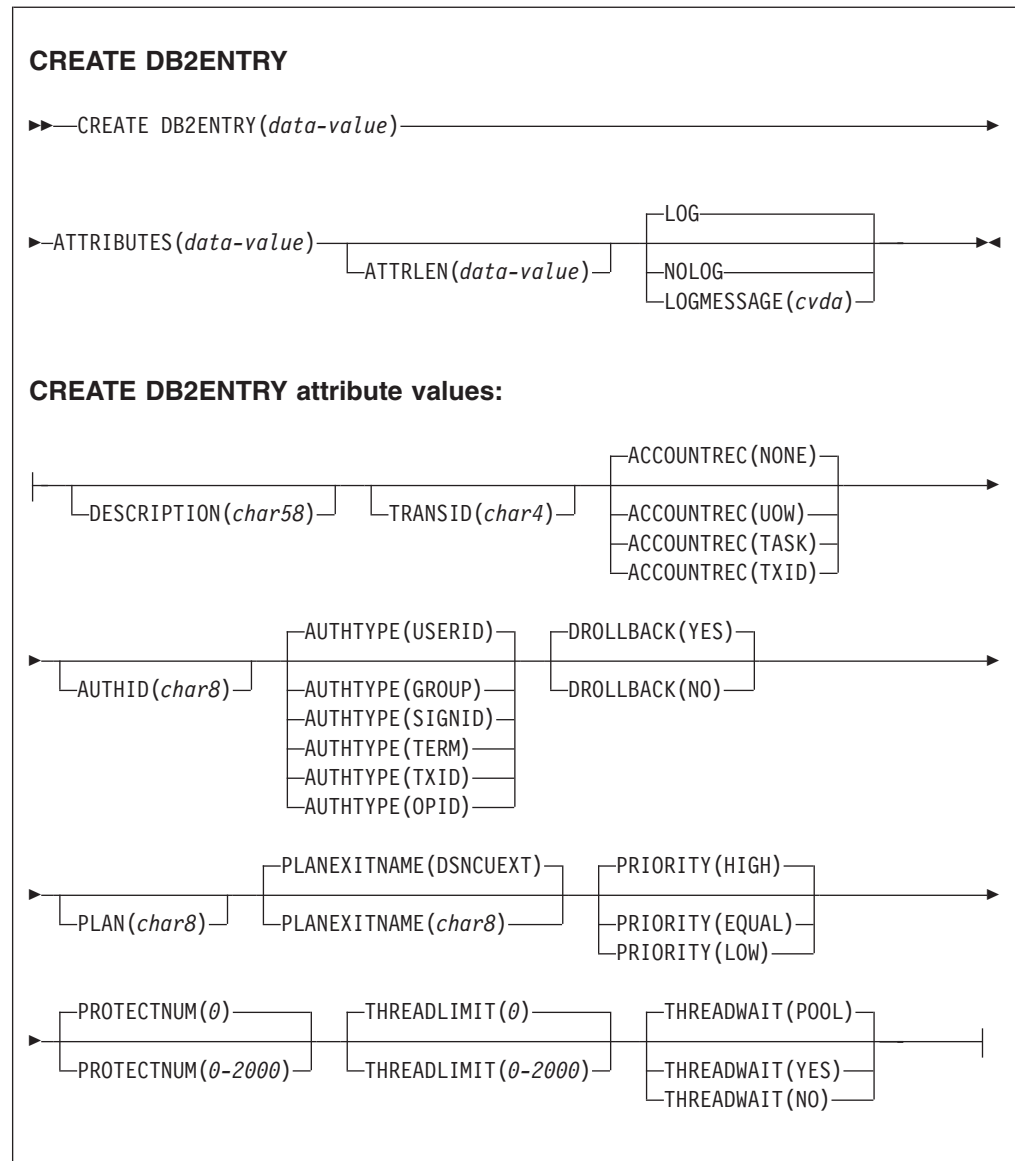 CREATE DB2ENTRY
CREATE DB2ENTRY(data-value)
LOG
ATTRIBUTES(data-value)
ATTRLEN(data-value)
NOLOG
LOGMESSAGE(cvda)
CREATE DB2ENTRY attribute values:
ACCOUNTREC(NONE)
DESCRIPTION(char58) TRANSID(char4) ACCOUNTREC(UOW)
ACCOUNTREC(TASK)
ACCOUNTREC(TXID)
AUTHTYPE(USERID) DROLLBACK(YES)
AUTHID(char8) AUTHTYPE(GROUP) DROLLBACK(NO)
AUTHTYPE(SIGNID)
AUTHTYPE(TERM)
AUTHTYPE(TXID)
AUTHTYPE(OPID)
PLANEXITNAME(DSNCUEXT) PRIORITY(HIGH)
PLAN(char8) PLANEXITNAME(char8) PRIORITY(EQUAL)
PRIORITY(LOW)
PROTECTNUM(0) THREADLIMIT(0) THREADWAIT(POOL)
PROTECTNUM(0-2000) THREADLIMIT(0-2000) THREADWAIT(YES)
THREADWAIT(NO)